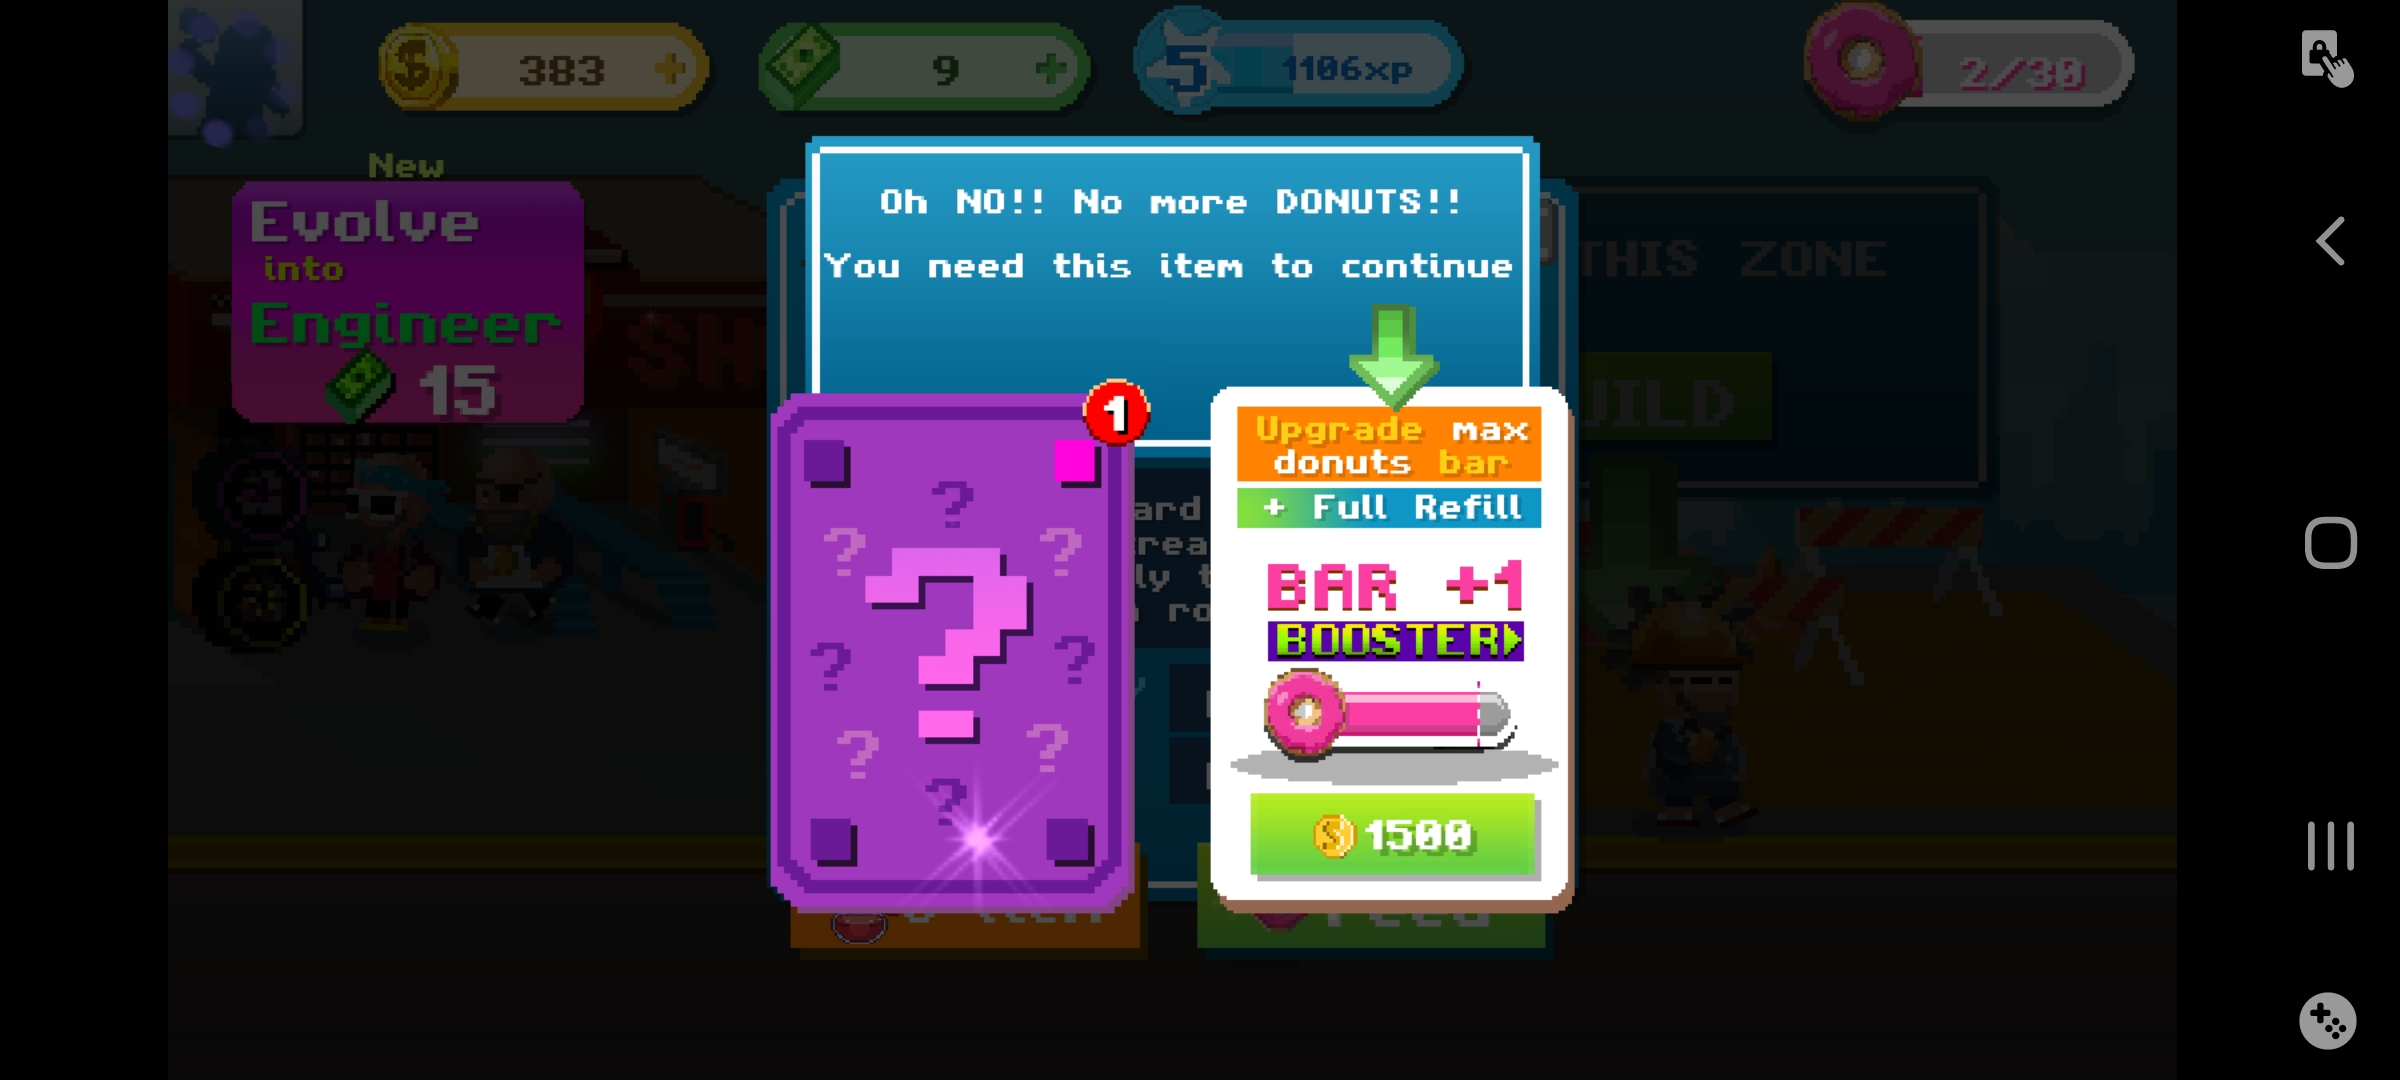 383 +
9 +
5 1106xp
2/30
New
Evolve
into
Engineer
15
Oh NO!! No more DONUTS!!
You need this item to continue
THIS ZONE
1
Upgrade max
donuts bar
+ Full Refill
BAR +1
BOOSTER
1500
?